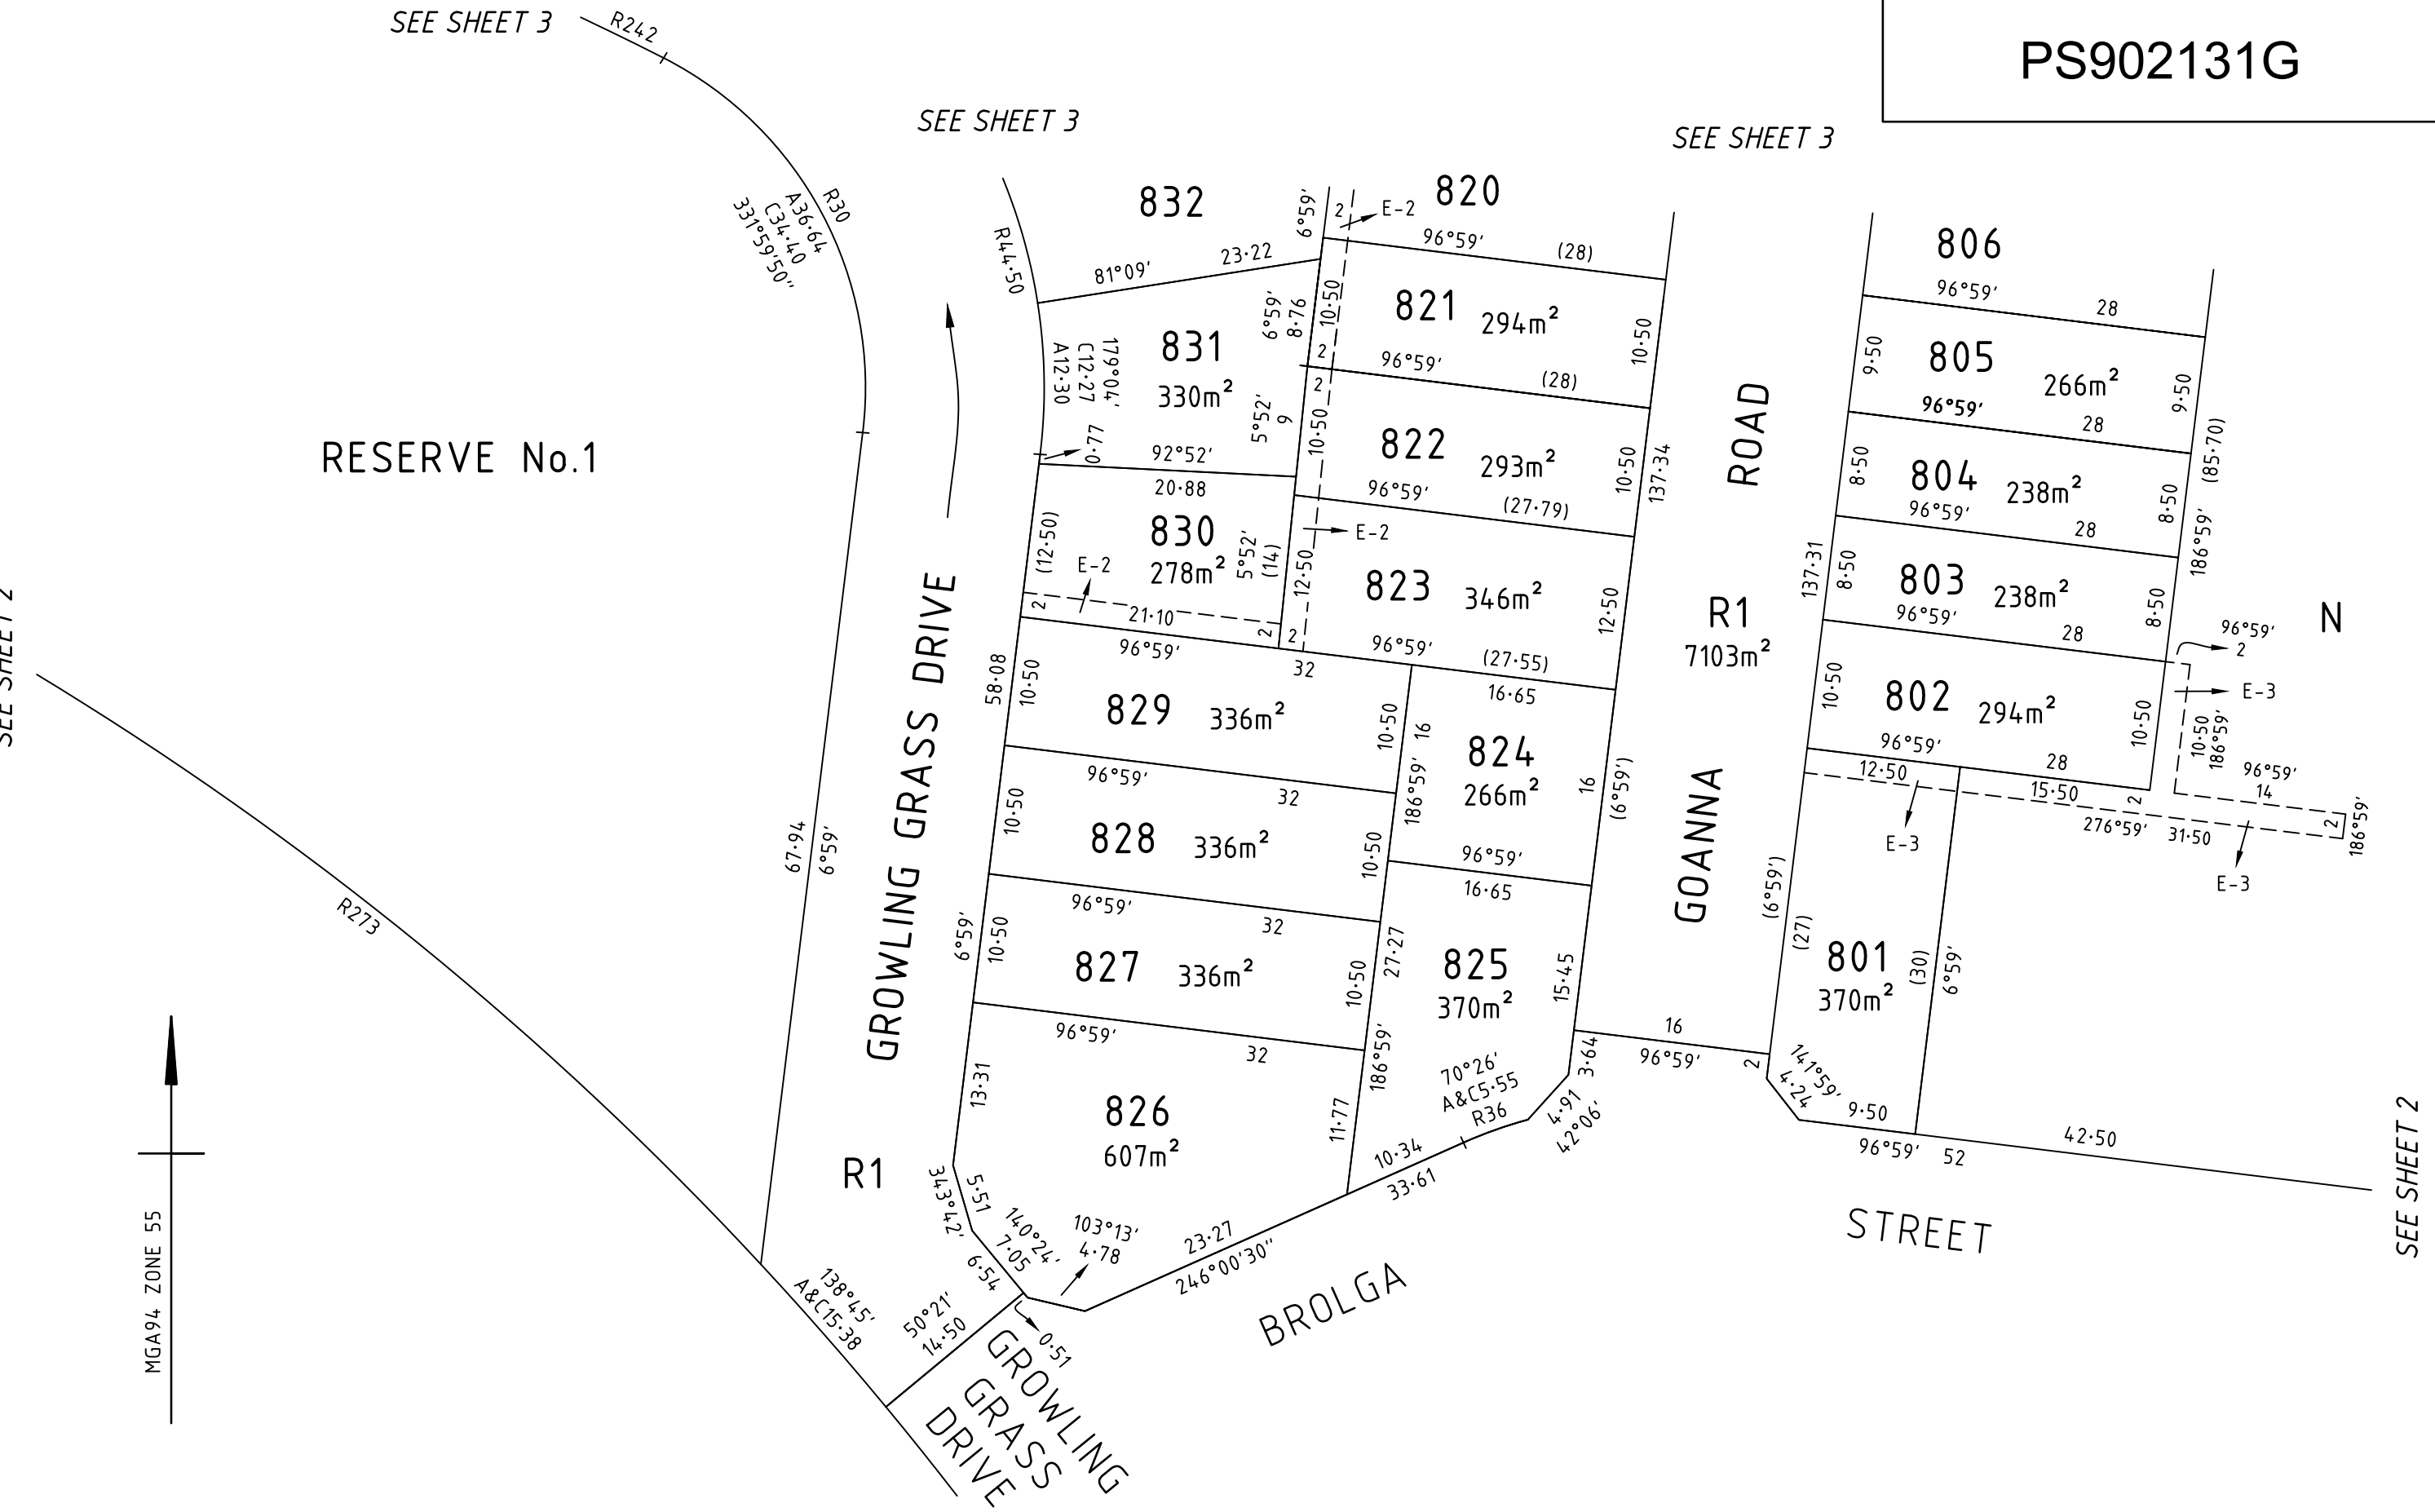 SEE SHEET 3
R242
PS902131G
SEE SHEET 3
SEE SHEET 3
R30
A36·64
C34·40
331°59'50"
R44·50
832
6°59'
2
E-2
820
81°09'
23·22
96°59'
(28)
806
96°59'
28
831
330m²
179°04'
C12·27
A12·30
6°59'
8·76
10·50
2
821
294m²
10·50
96°59'
(28)
9·50
805
266m²
9·50
96°59'
28
(85·70)
RESERVE No.1
0·77
5°52'
9
2
10·50
822
293m²
10·50
137·34
ROAD
8·50
804
238m²
8·50
96°59'
28
92°52'
20·88
96°59'
(27·79)
186°59'
(12·50)
830
278m²
5°52'
(14)
E-2
E-2
2
21·10
2
12·50
2
823
346m²
12·50
R1
7103m²
137·31
8·50
803
238m²
8·50
96°59'
28
96°59'
2
N
SEE SHEET 2
96°59'
32
96°59'
(27·55)
16·65
58·08
10·50
829
336m²
10·50
16
186°59'
824
266m²
16
(6°59')
10·50
802
294m²
10·50
E-3
10·50
186°59'
96°59'
28
96°59'
14
12·50
15·50
2
2
186°59'
276°59'
31·50
E-3
E-3
GROWLING GRASS DRIVE
96°59'
32
10·50
828
336m²
10·50
96°59'
16·65
GOANNA
67·94
6°59'
R273
96°59'
32
6°59'
10·50
827
336m²
10·50
27·27
186°59'
825
370m²
15·45
(6°59')
(27)
801
370m²
(30)
6°59'
96°59'
32
13·31
826
607m²
11·77
70°26'
A&C5·55
R36
3·64
4·91
42°06'
16
96°59'
2
141°59'
4·24
9·50
96°59'
52
42·50
SEE SHEET 2
R1
5·51
343°42'
140°24'
7·05
6·54
103°13'
4·78
10·34
33·61
23·27
246°00'30"
BROLGA
STREET
MGA94 ZONE 55
138°45'
A&C15·38
50°21'
14·50
0·51
GROWLING
GRASS
DRIVE